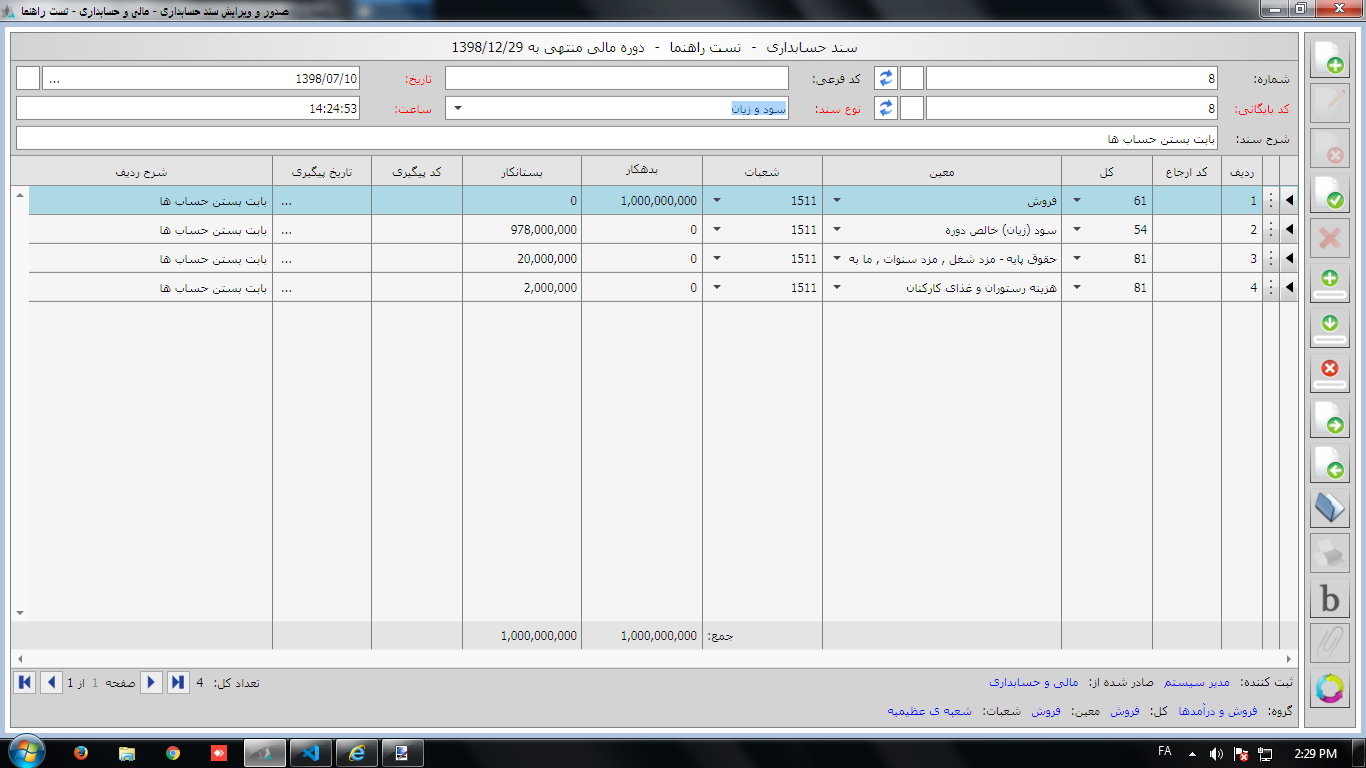 صدور و ویرایش سند حسابداری - مالی و حسابداری - تست راهنما
سند حسابداری - تست راهنما - دوره مالی منتهی به 1398/12/29
شماره: 8 کد فرعی: تاریخ: 1398/07/10 ...
کد بایگانی: 8 نوع سند: سود و زیان ساعت: 14:24:53
شرح سند: بابت بستن حساب ها
ردیف کد ارجاع کل معین شعبات بدهکار بستانکار کد پیگیری تاریخ پیگیری شرح ردیف
1 61 فروش 1511 1,000,000,000 0 ... بابت بستن حساب ها
2 54 سود (زیان) خالص دوره 1511 0 978,000,000 ... بابت بستن حساب ها
3 81 حقوق پایه - مزد شغل , مزد سنوات , ما به 1511 0 20,000,000 ... بابت بستن حساب ها
4 81 هزینه رستوران و غذای کارکنان 1511 0 2,000,000 ... بابت بستن حساب ها
جمع: 1,000,000,000 1,000,000,000
ثبت کننده: مدیر سیستم صادر شده از: مالی و حسابداری تعداد کل: 4 صفحه 1 از 1
گروه: فروش و درآمدها کل: فروش معین: فروش شعبات: شعبه ی عظیمیه
b
FA 2:29 PM